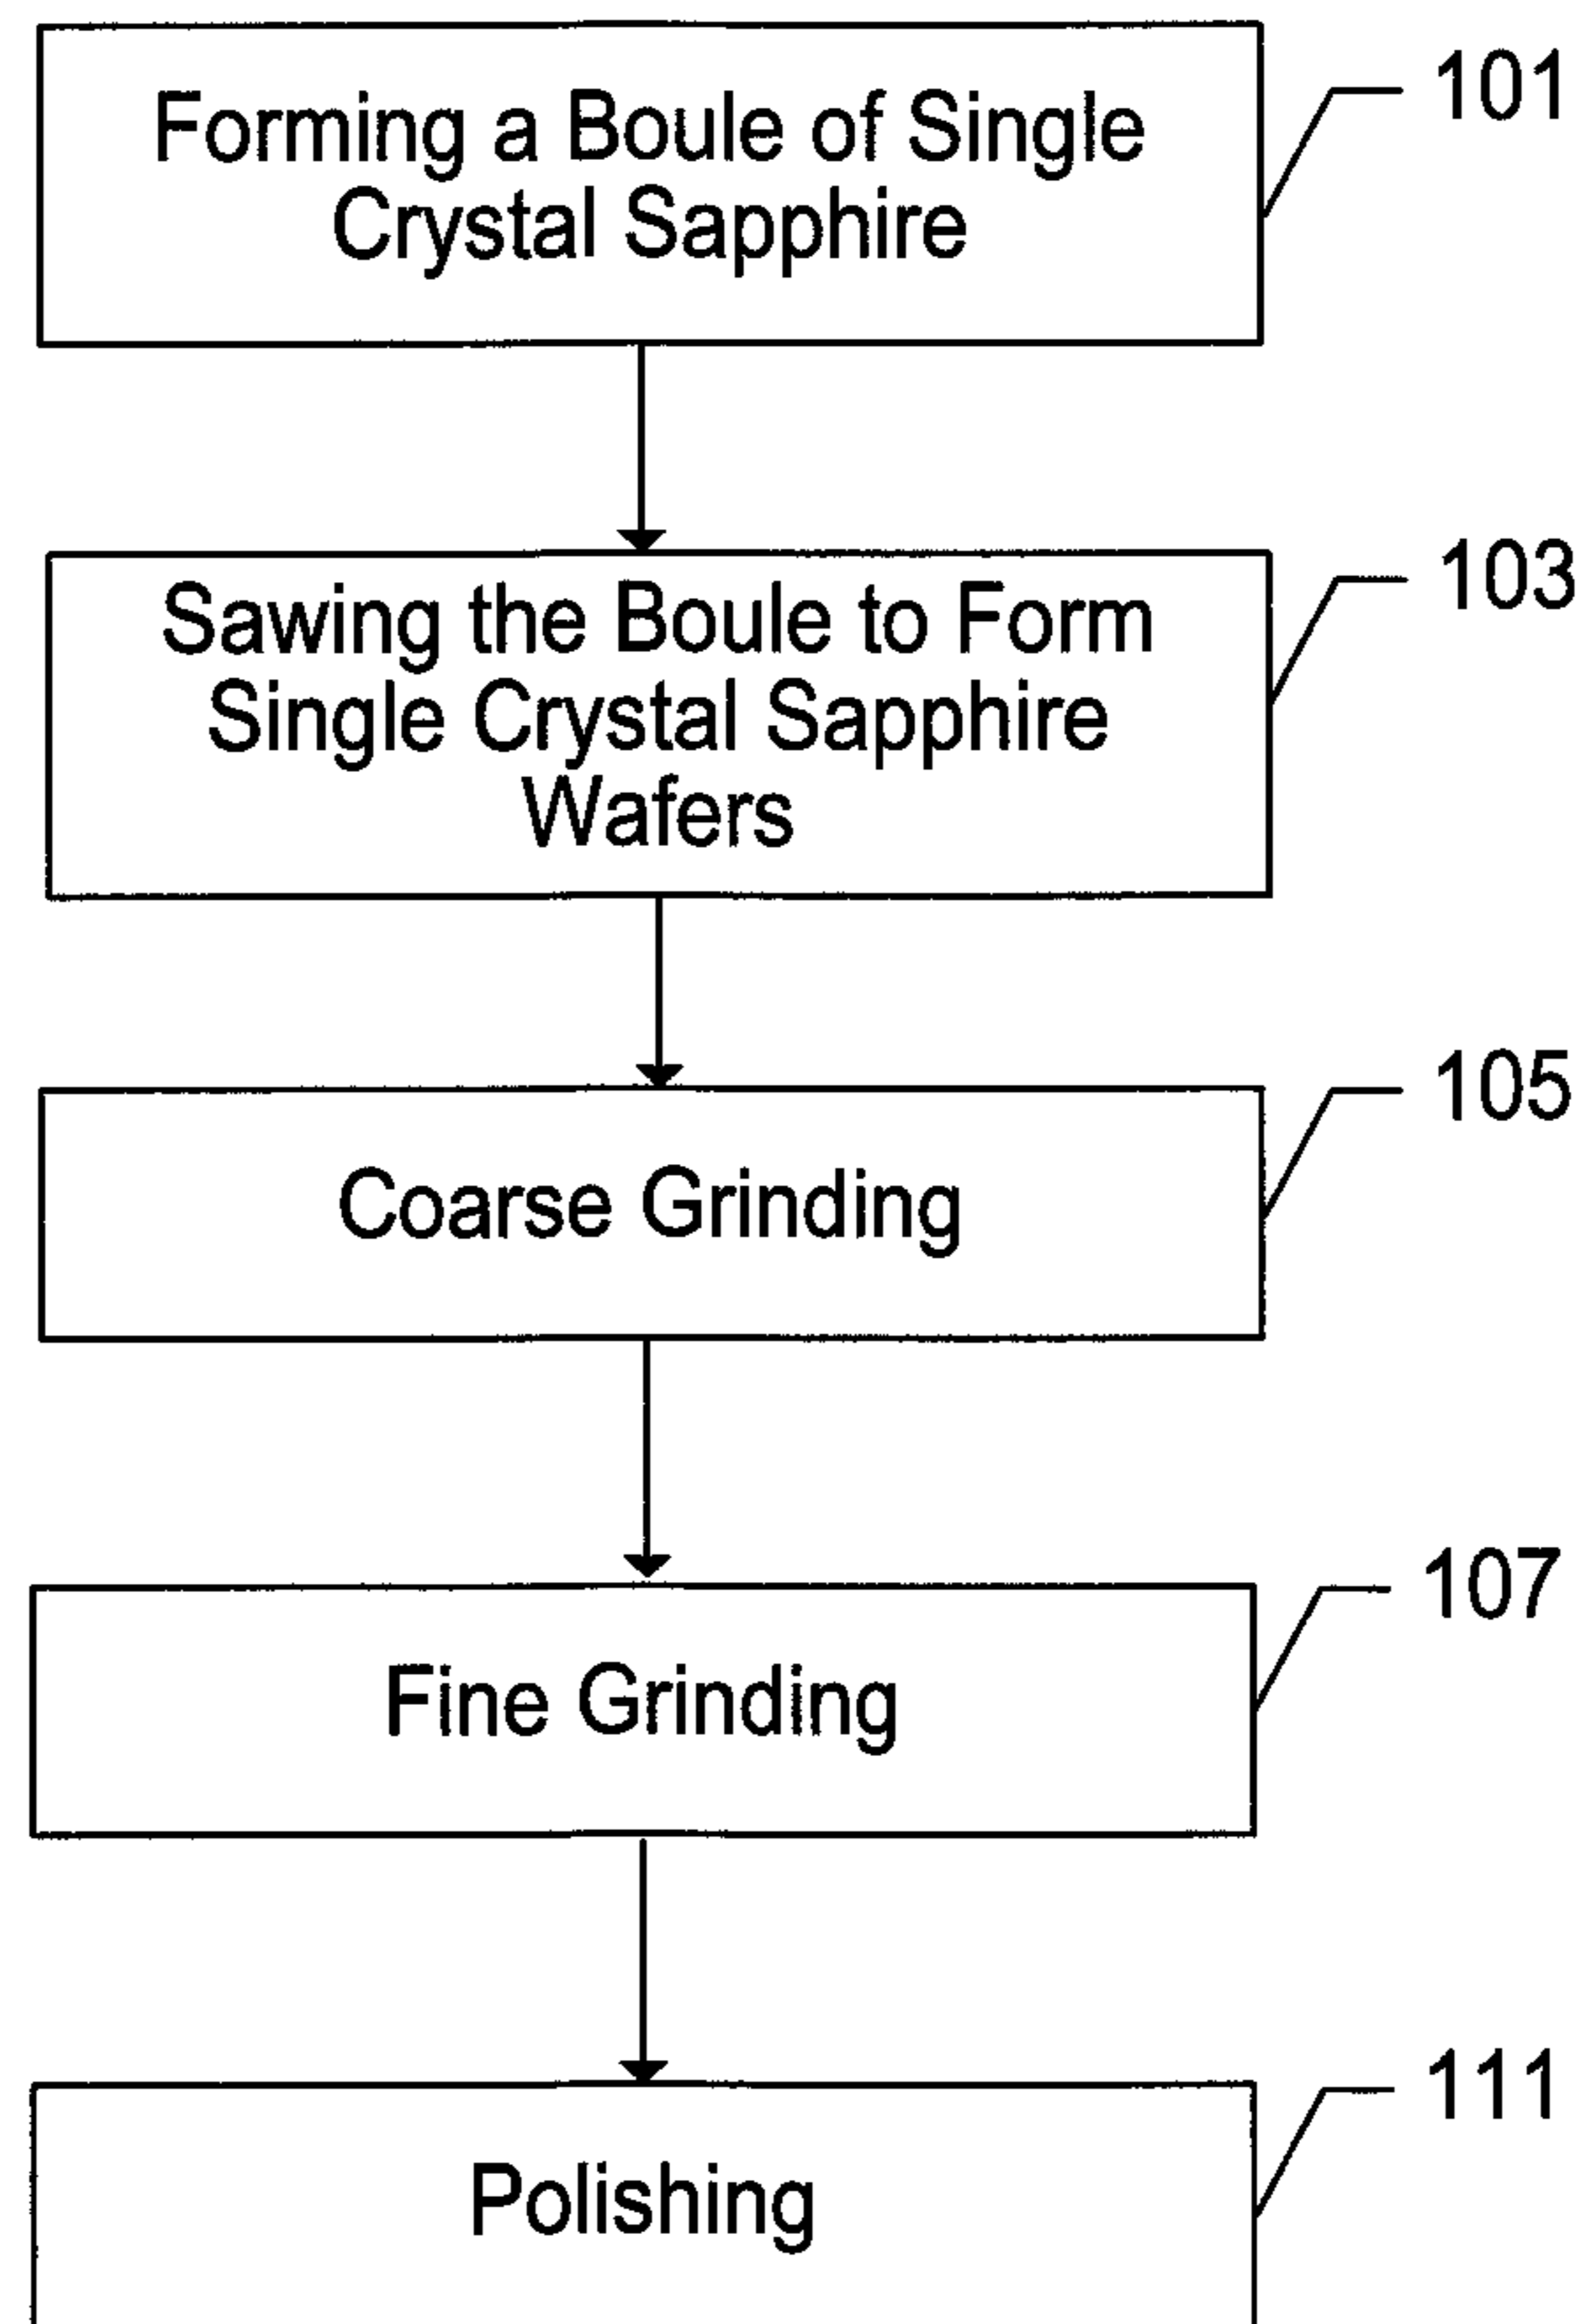 Forming a Boule of Single
Crystal Sapphire
101
Sawing the Boule to Form
Single Crystal Sapphire
Wafers
103
Coarse Grinding
105
Fine Grinding
107
Polishing
111